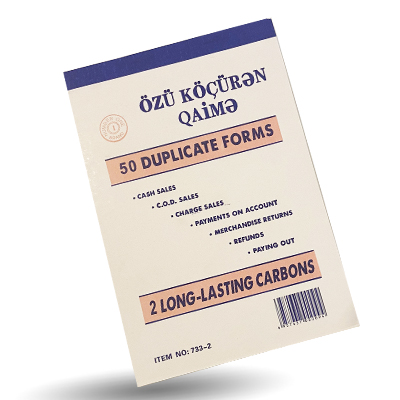 ÖZÜ KÖÇÜRƏN
QAİMƏ
50 DUPLICATE FORMS
• CASH SALES
• C.O.D. SALES
• CHARGE SALES
• PAYMENTS ON ACCOUNT
• MERCHANDISE RETURNS
• REFUNDS
• PAYING OUT
2 LONG-LASTING CARBONS
ITEM NO: 733-2